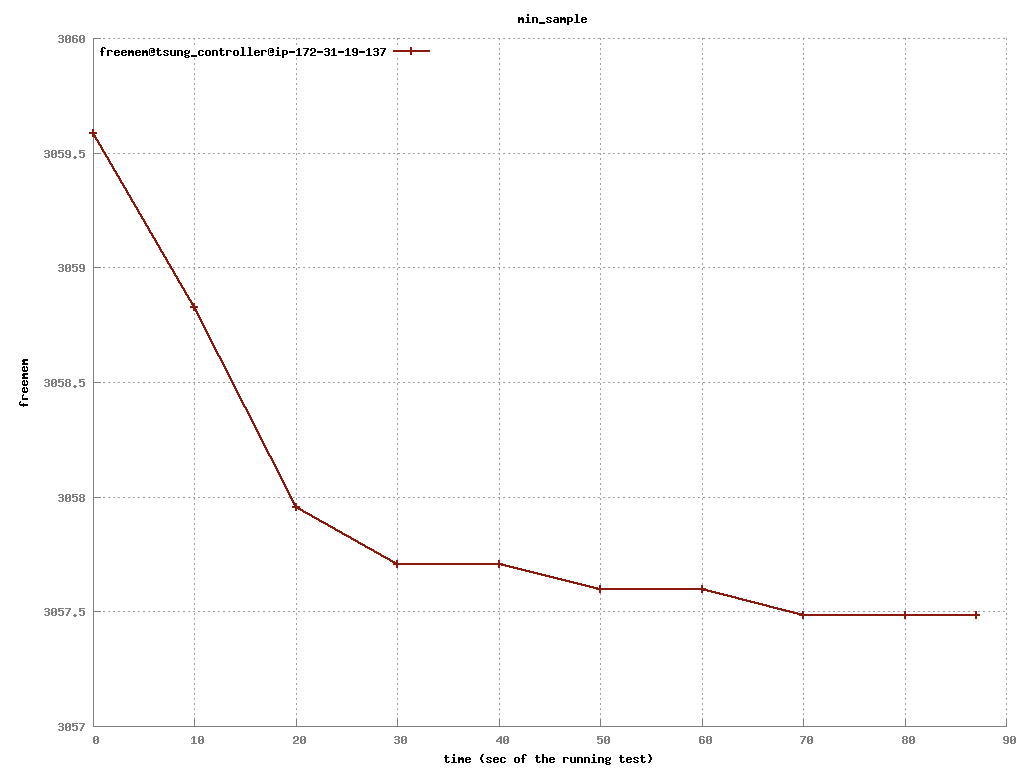 min_sample
3060
freemem@tsung_controller@ip-172-31-19-137
3059.5
3059
3058.5
freemem
3058
3057.5
3057
0 10 20 30 40 50 60 70 80 90
time (sec of the running test)